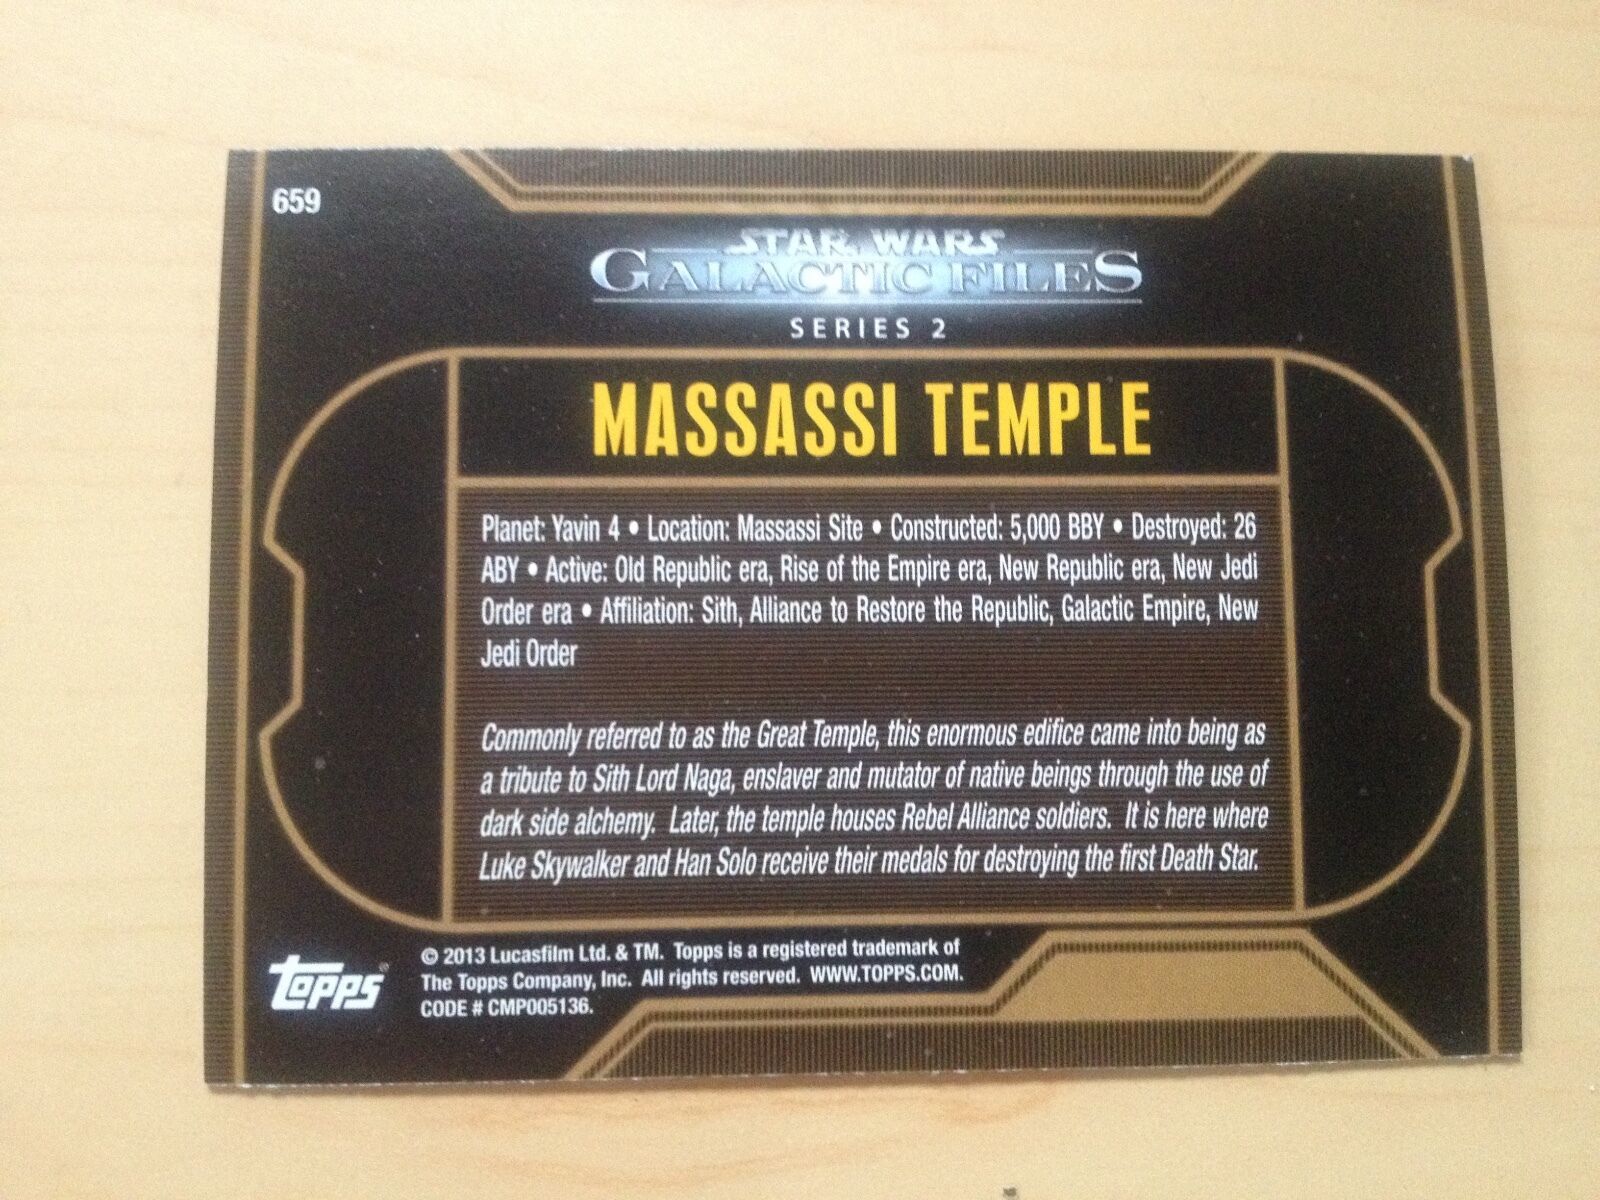 659
STAR WARS
GALACTIC FILES
SERIES 2
MASSASSI TEMPLE
Planet: Yavin 4 • Location: Massassi Site • Constructed: 5,000 BBY • Destroyed: 26
ABY • Active: Old Republic era, Rise of the Empire era, New Republic era, New Jedi
Order era • Affiliation: Sith, Alliance to Restore the Republic, Galactic Empire, New
Jedi Order
Commonly referred to as the Great Temple, this enormous edifice came into being as
a tribute to Sith Lord Naga, enslaver and mutator of native beings through the use of
dark side alchemy. Later, the temple houses Rebel Alliance soldiers. It is here where
Luke Skywalker and Han Solo receive their medals for destroying the first Death Star.
Topps®
© 2013 Lucasfilm Ltd. & TM. Topps is a registered trademark of
The Topps Company, Inc. All rights reserved. WWW.TOPPS.COM.
CODE # CMP005136.